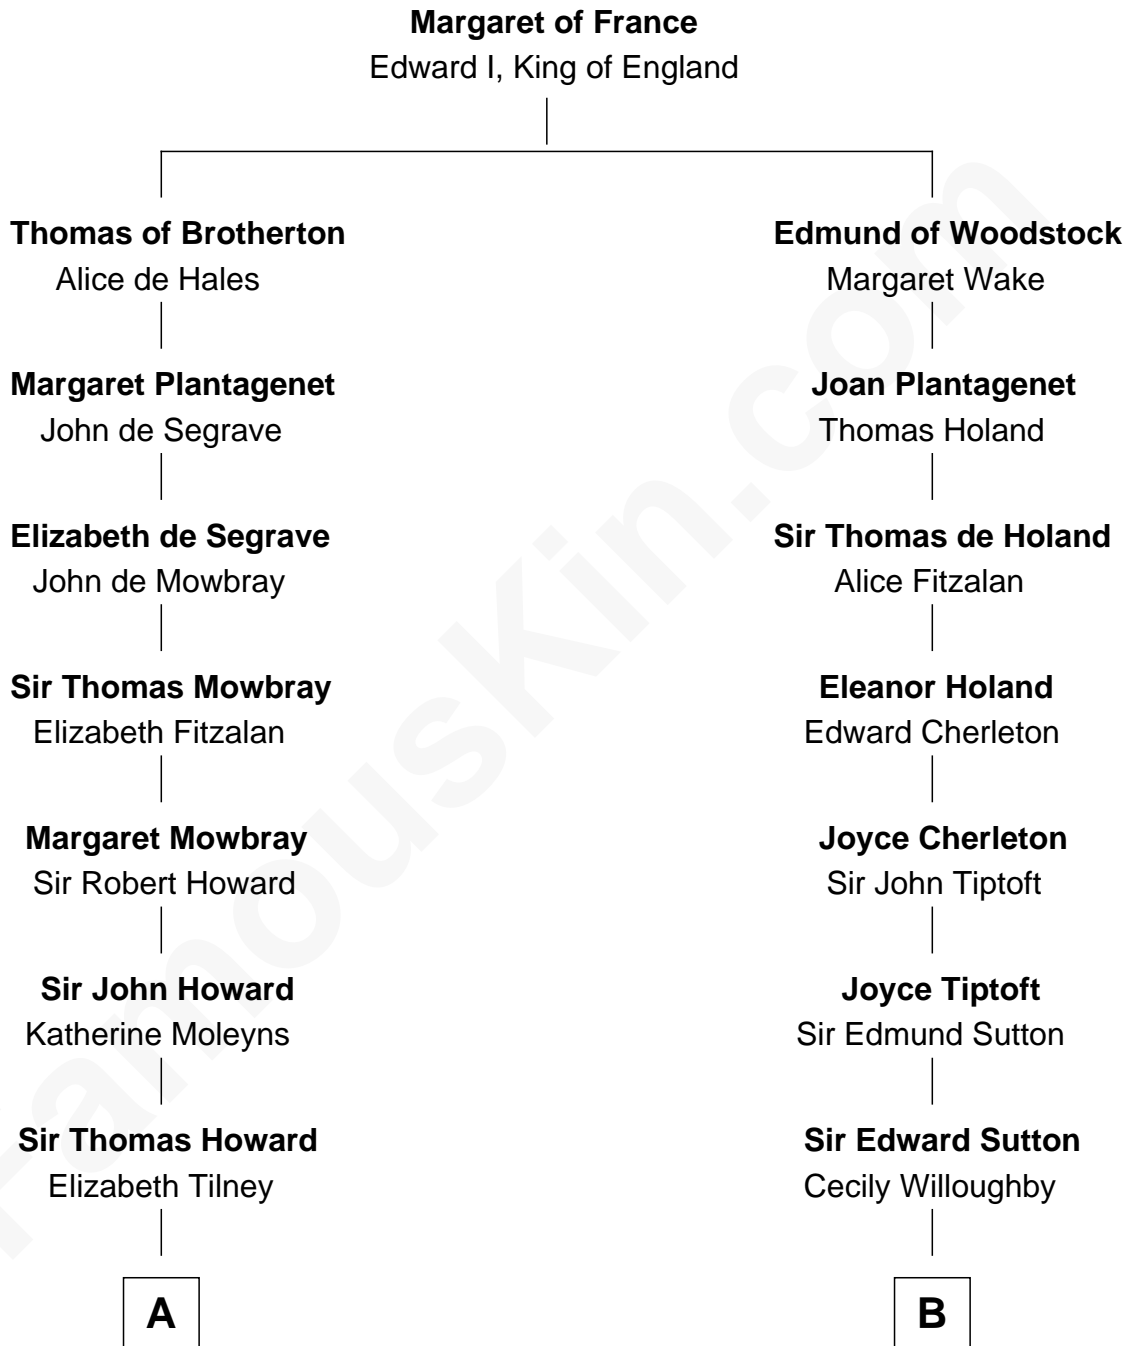 Margaret of France
Edward I, King of England
Thomas of Brotherton
Alice de Hales
Edmund of Woodstock
Margaret Wake
Margaret Plantagenet
John de Segrave
Joan Plantagenet
Thomas Holand
Elizabeth de Segrave
John de Mowbray
Sir Thomas de Holand
Alice Fitzalan
Sir Thomas Mowbray
Elizabeth Fitzalan
Eleanor Holand
Edward Cherleton
Margaret Mowbray
Sir Robert Howard
Joyce Cherleton
Sir John Tiptoft
Sir John Howard
Katherine Moleyns
Joyce Tiptoft
Sir Edmund Sutton
Sir Thomas Howard
Elizabeth Tilney
Sir Edward Sutton
Cecily Willoughby
A
B
FamousKin.com